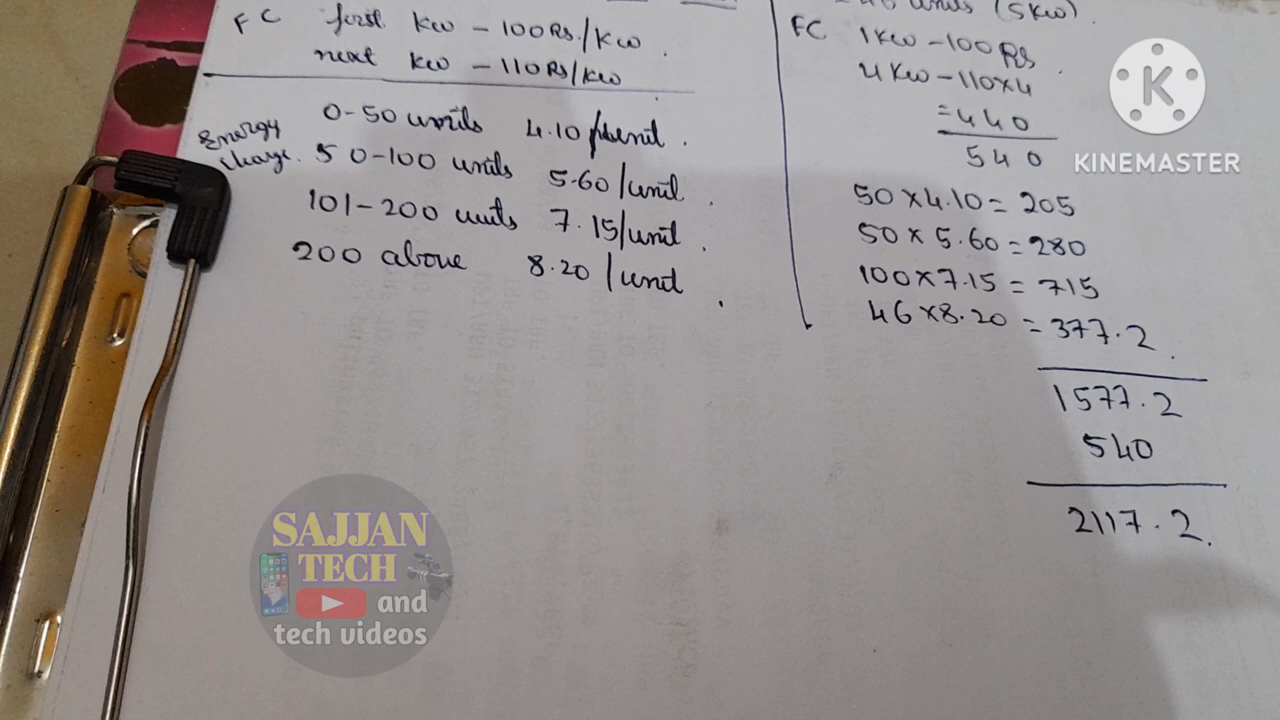 FC first kw - 100Rs./kw.
next kw - 110Rs/kw
Energy charge.
0-50 units 4.10/unit.
50-100 units 5.60/unit.
101-200 units 7.15/unit.
200 above 8.20/unit.
units (5kw).
FC 1kw - 100Rs.
4kw - 110x4
= 440
540
50x4.10 = 205
50x5.60 = 280
100x7.15 = 715
46x8.20 = 377.2.
1577.2
540
2117.2.
K
KINEMASTER
SAJJAN
TECH
and
tech videos